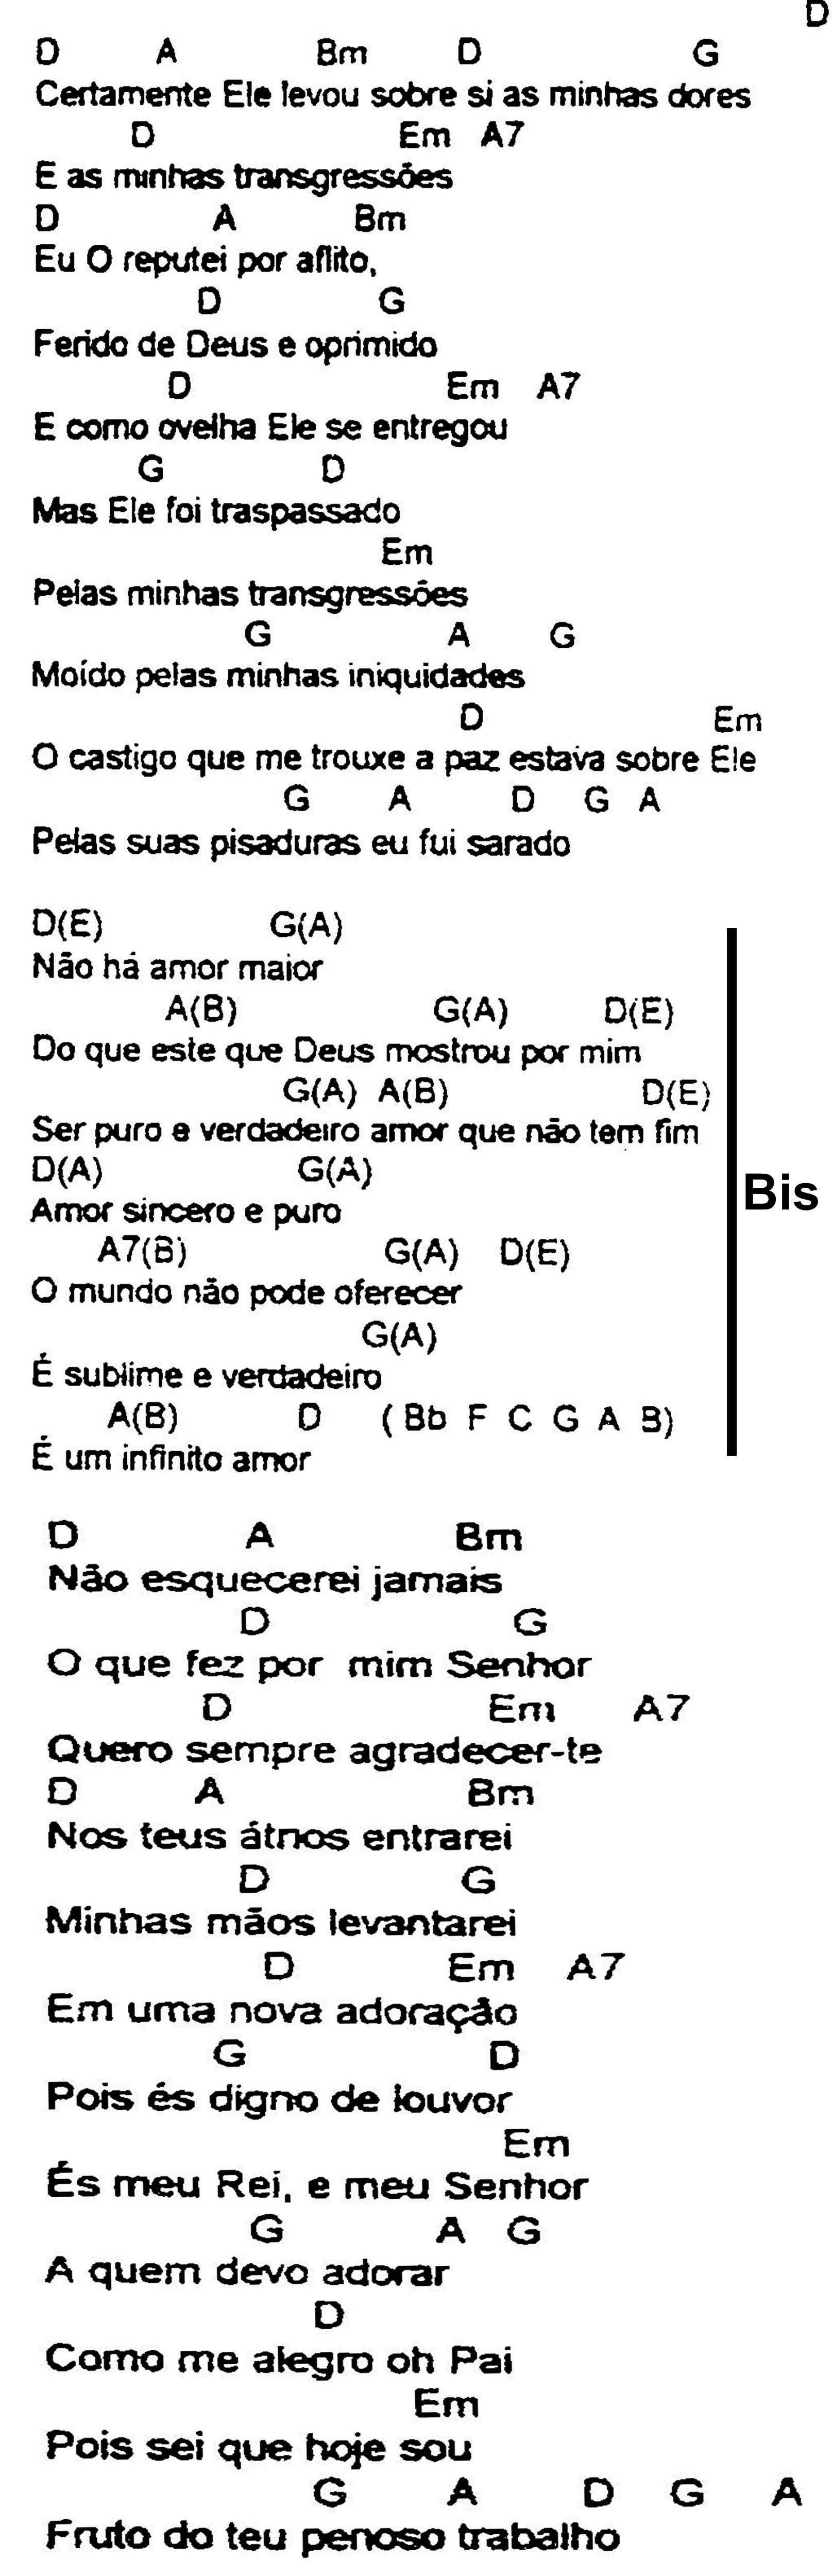 D
D A Bm D G
Certamente Ele levou sobre si as minhas dores
D Em A7
E as minhas transgressões
D A Bm
Eu O reputei por aflito,
D G
Ferido de Deus e oprimido
D Em A7
E como ovelha Ele se entregou
G D
Mas Ele foi traspassado
Em
Pelas minhas transgressões
G A G
Moído pelas minhas iniquidades
D Em
O castigo que me trouxe a paz estava sobre Ele
G A D G A
Pelas suas pisaduras eu fui sarado
D(E) G(A)
Não há amor maior
A(B) G(A) D(E)
Do que este que Deus mostrou por mim
G(A) A(B) D(E)
Ser puro e verdadeiro amor que não tem fim
D(A) G(A)
Bis
Amor sincero e puro
A7(B) G(A) D(E)
O mundo não pode oferecer
G(A)
É sublime e verdadeiro
A(B) D (Bb F C G A B)
É um infinito amor
D A Bm
Não esquecerei jamais
D G
O que fez por mim Senhor
D Em A7
Quero sempre agradecer-te
D A Bm
Nos teus átrios entrarei
D G
Minhas mãos levantarei
D Em A7
Em uma nova adoração
G D
Pois és digno de louvor
Em
És meu Rei, e meu Senhor
G A G
A quem devo adorar
D
Como me alegro oh Pai
Em
Pois sei que hoje sou
G A D G A
Fruto do teu penoso trabalho